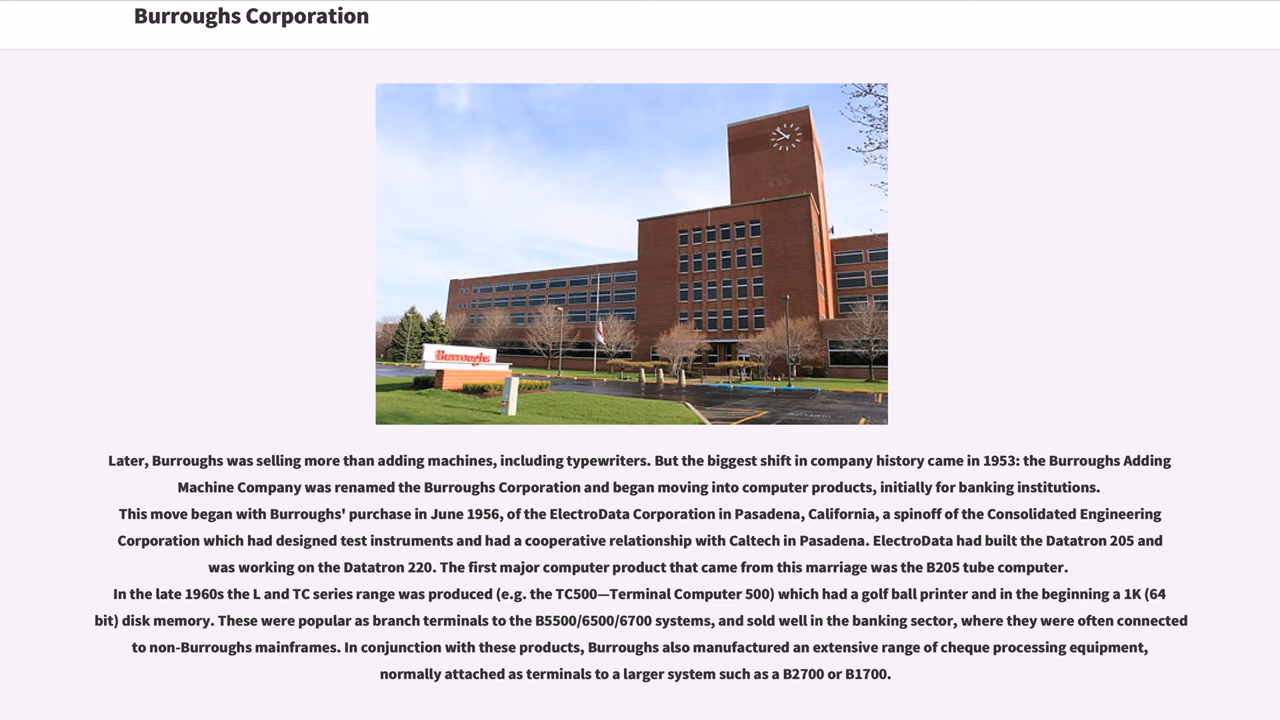 Burroughs Corporation
Burroughs
Later, Burroughs was selling more than adding machines, including typewriters. But the biggest shift in company history came in 1953: the Burroughs Adding
Machine Company was renamed the Burroughs Corporation and began moving into computer products, initially for banking institutions.
This move began with Burroughs' purchase in June 1956, of the ElectroData Corporation in Pasadena, California, a spinoff of the Consolidated Engineering
Corporation which had designed test instruments and had a cooperative relationship with Caltech in Pasadena. ElectroData had built the Datatron 205 and
was working on the Datatron 220. The first major computer product that came from this marriage was the B205 tube computer.
In the late 1960s the L and TC series range was produced (e.g. the TC500—Terminal Computer 500) which had a golf ball printer and in the beginning a 1K (64
bit) disk memory. These were popular as branch terminals to the B5500/6500/6700 systems, and sold well in the banking sector, where they were often connected
to non-Burroughs mainframes. In conjunction with these products, Burroughs also manufactured an extensive range of cheque processing equipment,
normally attached as terminals to a larger system such as a B2700 or B1700.